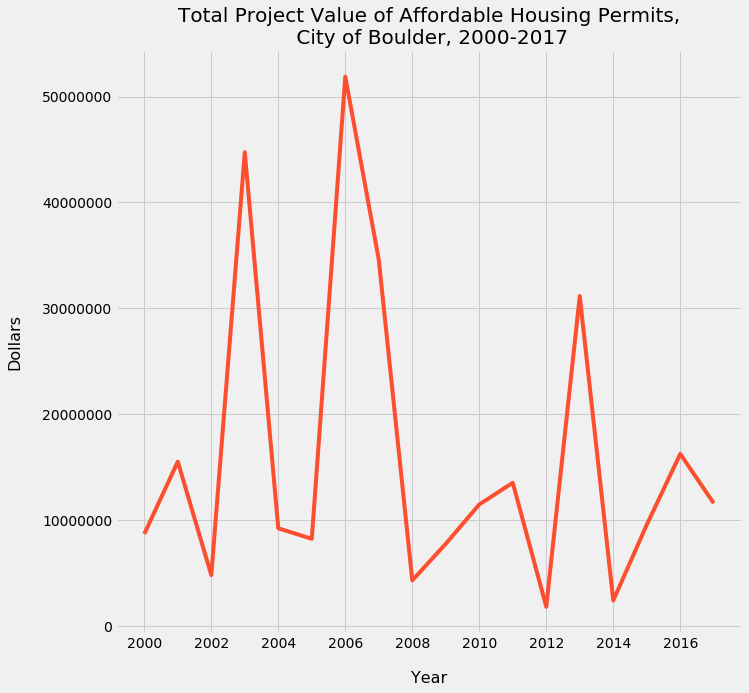 Total Project Value of Affordable Housing Permits,
City of Boulder, 2000-2017
50000000
40000000
30000000
20000000
10000000
0
Dollars
2000 2002 2004 2006 2008 2010 2012 2014 2016
Year